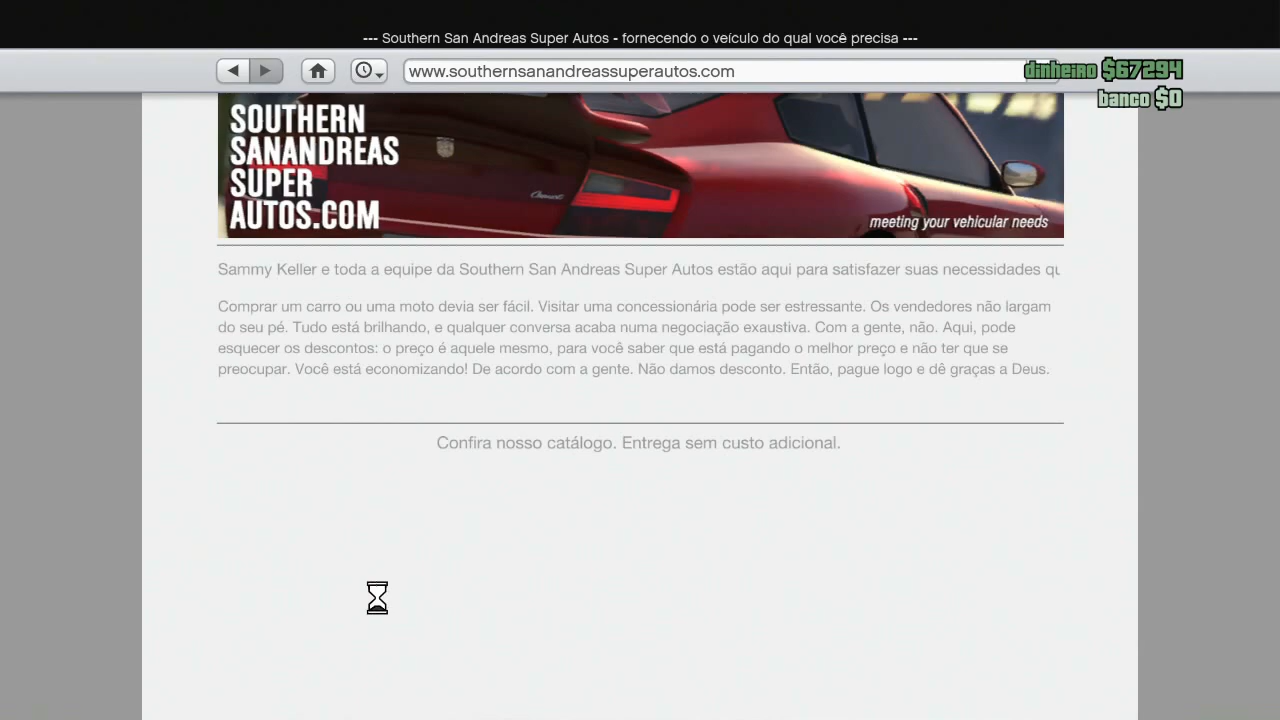 --- Southern San Andreas Super Autos - fornecendo o veículo do qual você precisa ---
www.southernsanandreassuperautos.com
dinheiro $67294
banco $0
SOUTHERN
SANANDREAS
SUPER
AUTOS.COM
meeting your vehicular needs
Sammy Keller e toda a equipe da Southern San Andreas Super Autos estão aqui para satisfazer suas necessidades qu
Comprar um carro ou uma moto devia ser fácil. Visitar uma concessionária pode ser estressante. Os vendedores não largam
do seu pé. Tudo está brilhando, e qualquer conversa acaba numa negociação exaustiva. Com a gente, não. Aqui, pode
esquecer os descontos: o preço é aquele mesmo, para você saber que está pagando o melhor preço e não ter que se
preocupar. Você está economizando! De acordo com a gente. Não damos desconto. Então, pague logo e dê graças a Deus.
Confira nosso catálogo. Entrega sem custo adicional.